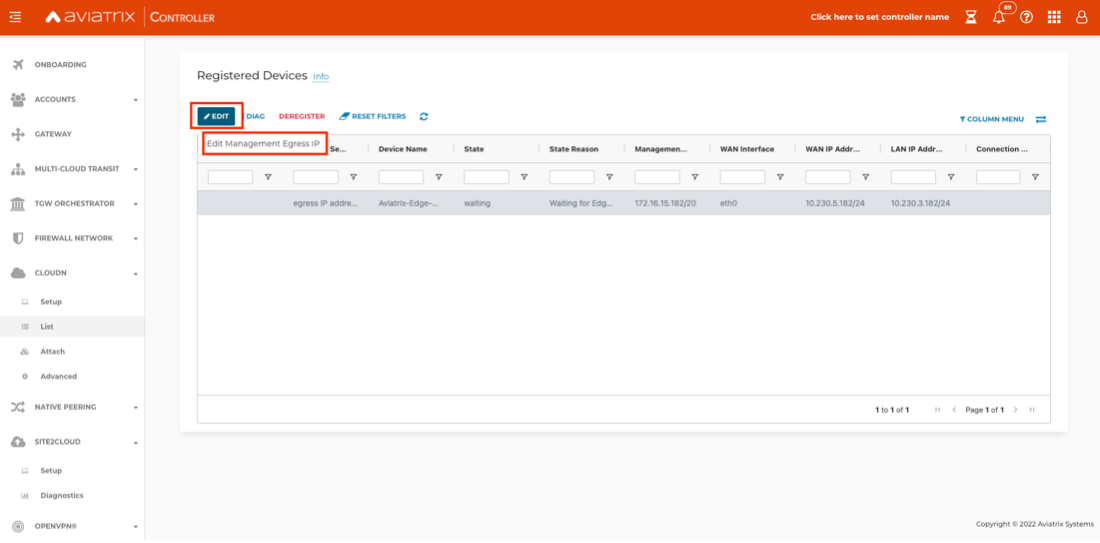 aviatrix CONTROLLER
Click here to set controller name
89
ONBOARDING
ACCOUNTS
GATEWAY
MULTI-CLOUD TRANSIT
TGW ORCHESTRATOR
FIREWALL NETWORK
CLOUDN
Setup
List
Attach
Advanced
NATIVE PEERING
SITE2CLOUD
Setup
Diagnostics
OPENVPN®
Registered Devices Info
EDIT DIAG DEREGISTER RESET FILTERS
COLUMN MENU
Edit Management Egress IP
Se... Device Name State State Reason Managemen... WAN Interface WAN IP Addr... LAN IP Addr... Connection ...
egress IP addre... Aviatrix-Edge-... waiting Waiting for Edg... 172.16.15.182/20 eth0 10.230.5.182/24 10.230.3.182/24
1 to 1 of 1 Page 1 of 1
Copyright © 2022 Aviatrix Systems